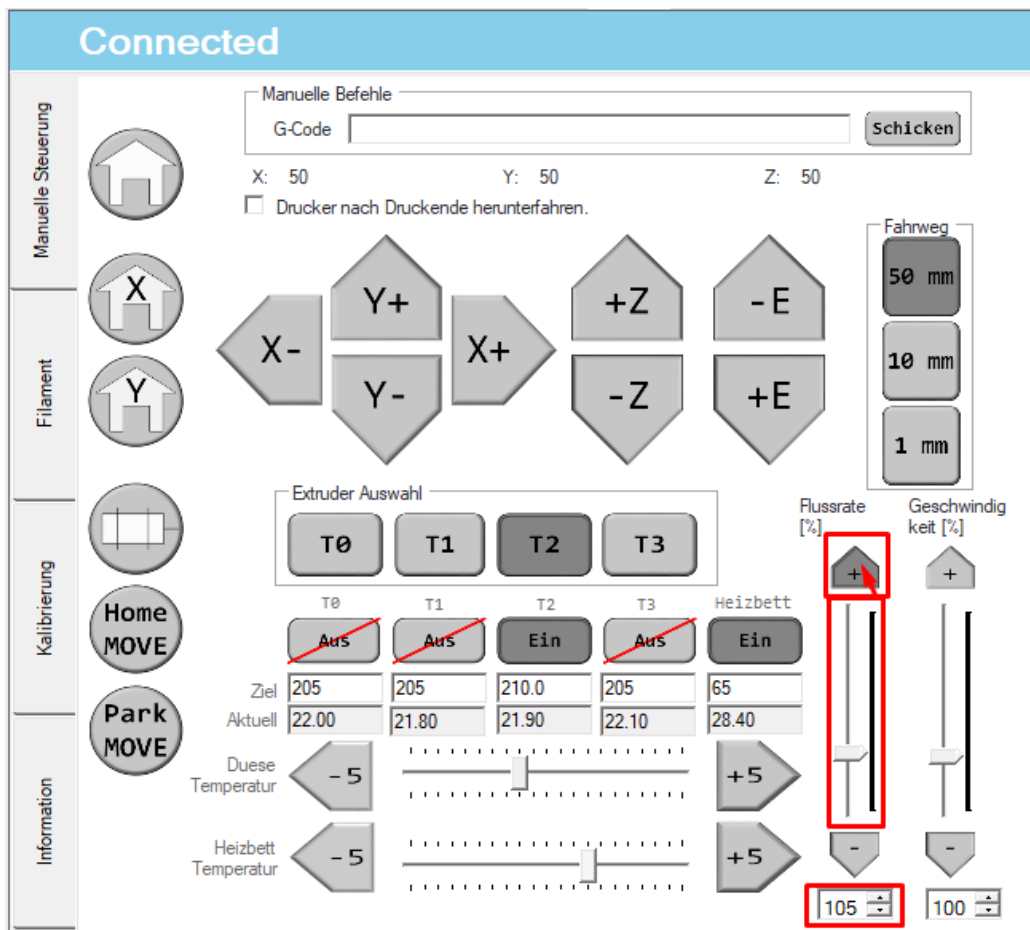 Connected
Manuelle Steuerung
Filament
Kalibrierung
Information
Manuelle Befehle
G-Code
Schicken
X: 50 Y: 50 Z: 50
Drucker nach Druckende herunterfahren.
Fahrweg
50 mm
10 mm
1 mm
X
Y
Home
MOVE
Park
MOVE
X-
Y+
Y-
X+
+Z
-Z
-E
+E
Extruder Auswahl
T0 T1 T2 T3
T0 T1 T2 T3 Heizbett
Aus Aus Ein Aus Ein
Ziel 205 205 210.0 205 65
Aktuell 22.00 21.80 21.90 22.10 28.40
Duese
Temperatur
-5 +5
Heizbett
Temperatur
-5 +5
Flussrate
[%]
+
-
105
Geschwindig
keit [%]
+
-
100